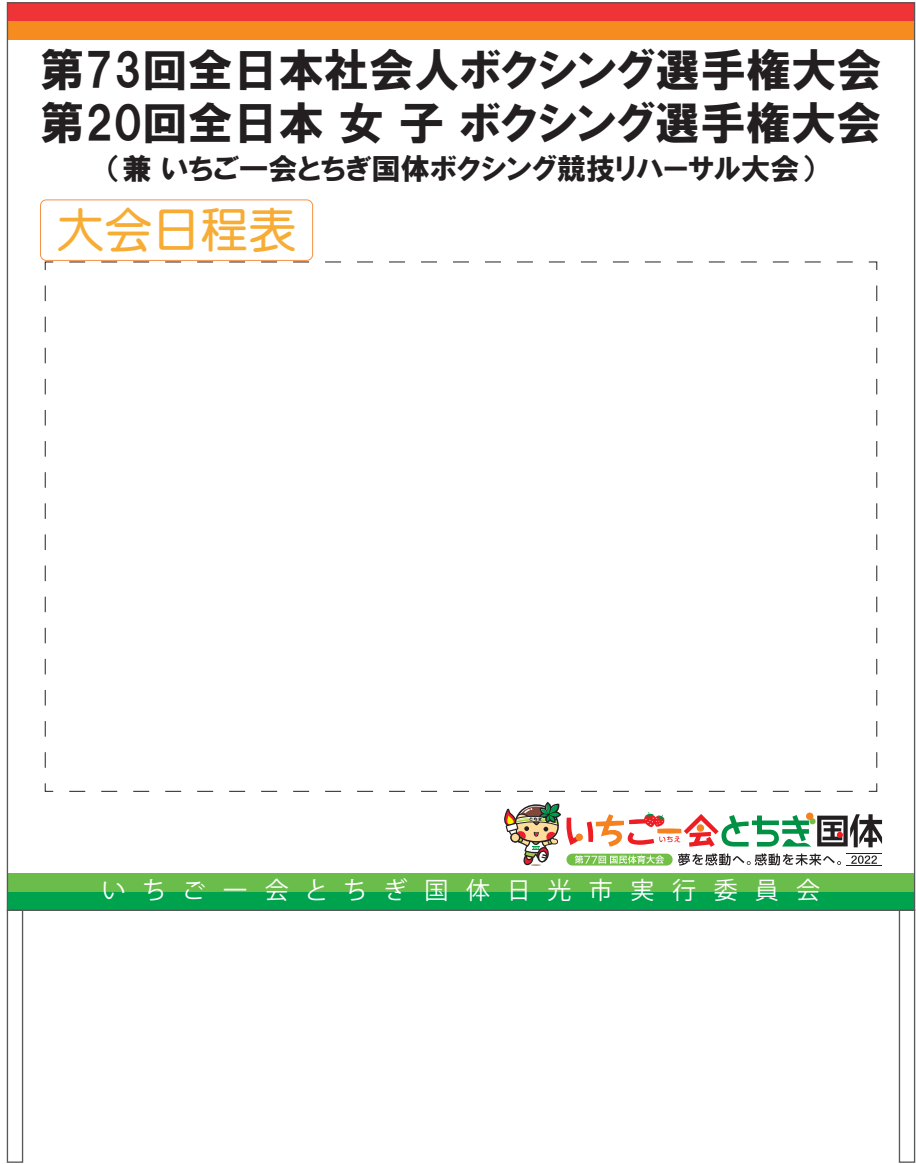 第73回全日本社会人ボクシング選手権大会
第20回全日本 女 子 ボクシング選手権大会
（兼 いちご一会とちぎ国体ボクシング競技リハーサル大会）
大会日程表
いちご一会とちぎ国体
いちえ
第77回 国民体育大会 夢を感動へ。感動を未来へ。 2022
いちご一会とちぎ国体日光市実行委員会